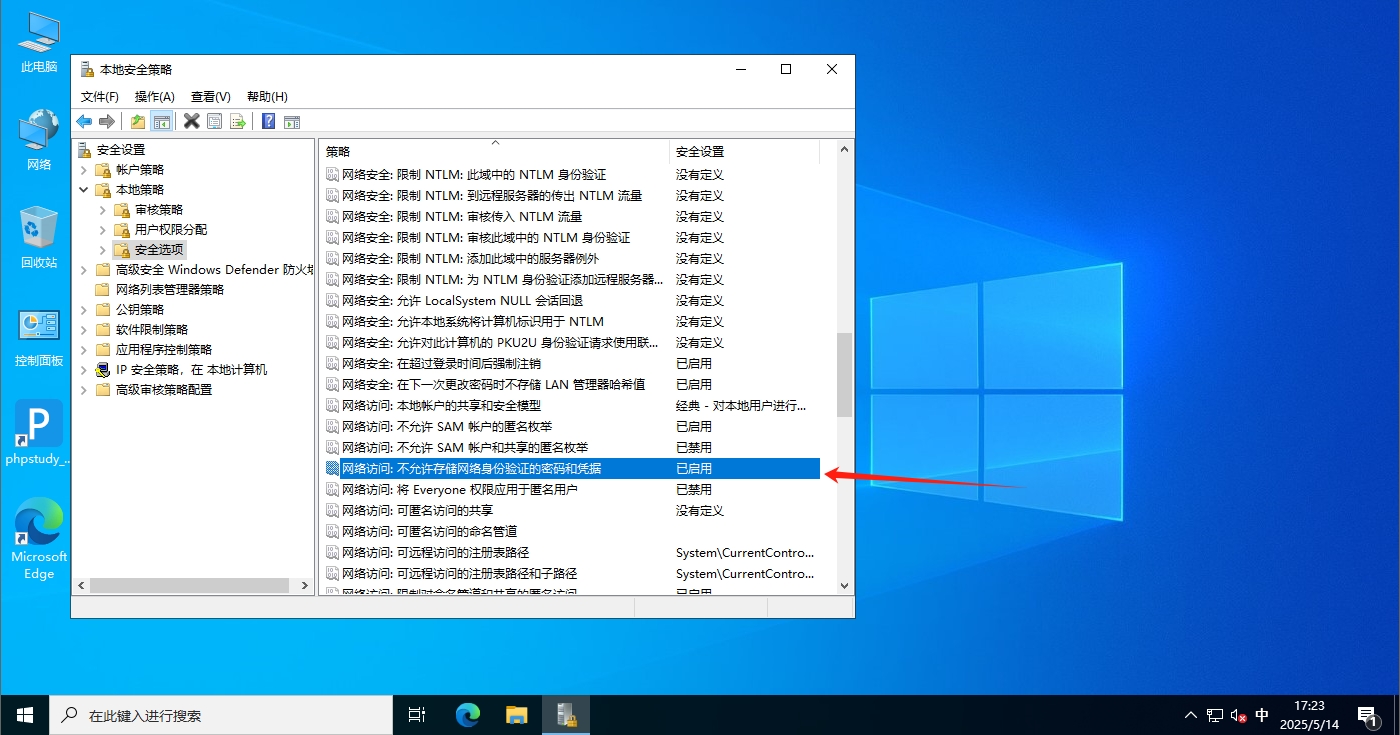 此电脑
网络
回收站
控制面板
phpstudy_...
Microsoft
Edge
本地安全策略
文件(F) 操作(A) 查看(V) 帮助(H)
安全设置
帐户策略
本地策略
审核策略
用户权限分配
安全选项
高级安全 Windows Defender 防火墙
网络列表管理器策略
公钥策略
软件限制策略
应用程序控制策略
IP 安全策略，在 本地计算机
高级审核策略配置
策略 安全设置
网络安全: 限制 NTLM: 此域中的 NTLM 身份验证 没有定义
网络安全: 限制 NTLM: 到远程服务器的传出 NTLM 流量 没有定义
网络安全: 限制 NTLM: 审核传入 NTLM 流量 没有定义
网络安全: 限制 NTLM: 审核此域中的 NTLM 身份验证 没有定义
网络安全: 限制 NTLM: 添加此域中的服务器例外 没有定义
网络安全: 限制 NTLM: 为 NTLM 身份验证添加远程服务器... 没有定义
网络安全: 允许 LocalSystem NULL 会话回退 没有定义
网络安全: 允许本地系统将计算机标识用于 NTLM 没有定义
网络安全: 允许对此计算机的 PKU2U 身份验证请求使用联... 没有定义
网络安全: 在超过登录时间后强制注销 已启用
网络安全: 在下一次更改密码时不存储 LAN 管理器哈希值 已启用
网络访问: 本地帐户的共享和安全模型 经典 - 对本地用户进行...
网络访问: 不允许 SAM 帐户的匿名枚举 已启用
网络访问: 不允许 SAM 帐户和共享的匿名枚举 已禁用
网络访问: 不允许存储网络身份验证的密码和凭据 已启用
网络访问: 将 Everyone 权限应用于匿名用户 已禁用
网络访问: 可匿名访问的共享 没有定义
网络访问: 可匿名访问的命名管道
网络访问: 可远程访问的注册表路径 System\CurrentContro...
网络访问: 可远程访问的注册表路径和子路径 System\CurrentContro...
网络访问: 限制对命名管道和共享的匿名访问 已启用
在此键入进行搜索
中
17:23
2025/5/14
1